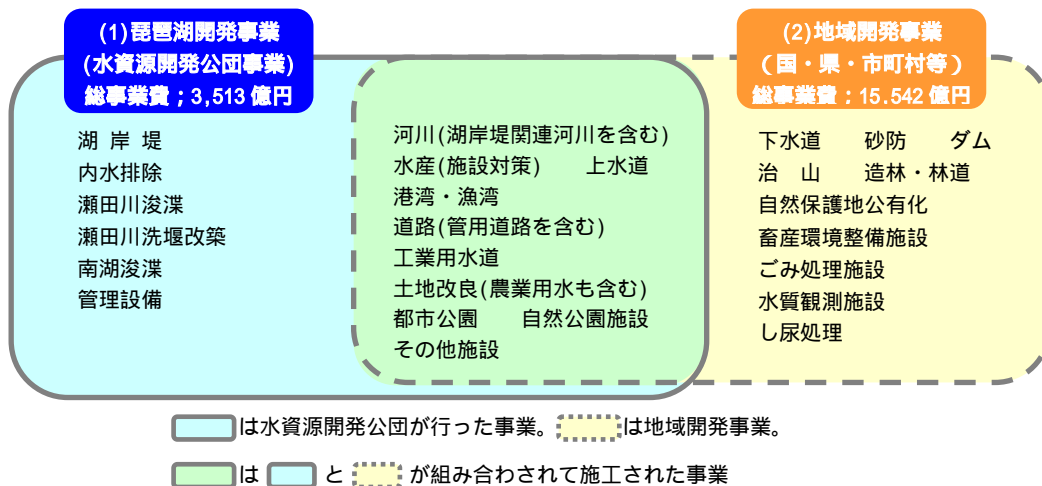 (1)琵琶湖開発事業
(水資源開発公団事業)
総事業費；3,513億円
湖 岸 堤
内水排除
瀬田川浚渫
瀬田川洗堰改築
南湖浚渫
管理設備
河川(湖岸堤関連河川を含む)
水産(施設対策)　　上水道
港湾・漁湾
道路(管用道路を含む)
工業用水道
土地改良(農業用水も含む)
都市公園　　自然公園施設
その他施設
(2)地域開発事業
(国・県・市町村等)
総事業費；15.542億円
下水道　　砂防　　ダム
治　山　　造林・林道
自然保護地公有化
畜産環境整備施設
ごみ処理施設
水質観測施設
し尿処理
は水資源開発公団が行った事業。 は地域開発事業。
は と が組み合わされて施工された事業